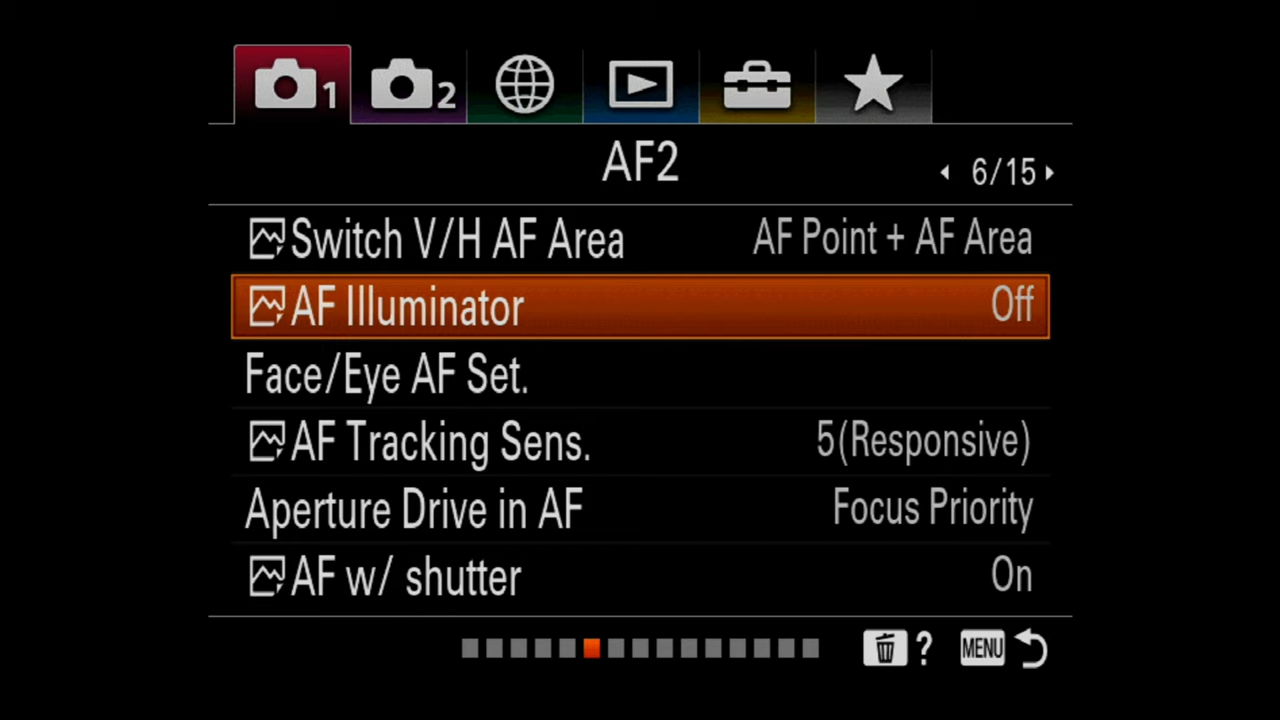 1 2
AF2
6/15
Switch V/H AF Area AF Point + AF Area
AF Illuminator Off
Face/Eye AF Set.
AF Tracking Sens. 5(Responsive)
Aperture Drive in AF Focus Priority
AF w/ shutter On
? MENU